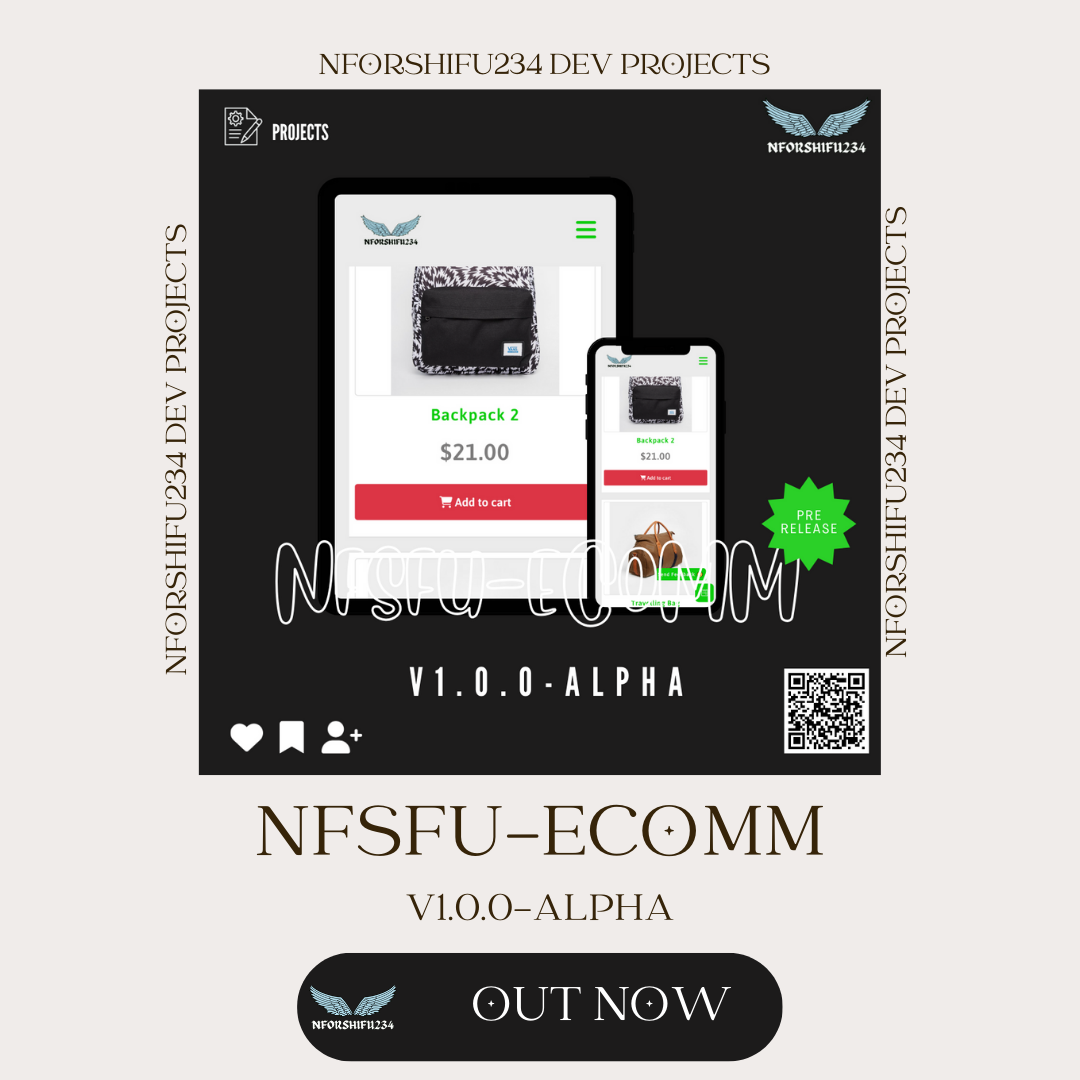 NFORSHIFU234 DEV PROJECTS
PROJECTS
NFORSHIFU234
NFORSHIFU234 DEV PROJECTS
NFORSHIFU234 DEV PROJECTS
NFORSHIFU234
Backpack 2
$21.00
Add to cart
NFORSHIFU234
Backpack 2
$21.00
Add to cart
Traveling Bag
PRE
RELEASE
NFSFU-ECOMM
V1.0.0-ALPHA
NFSFU-ECOMM
V1.0.0-ALPHA
NFORSHIFU234
OUT NOW